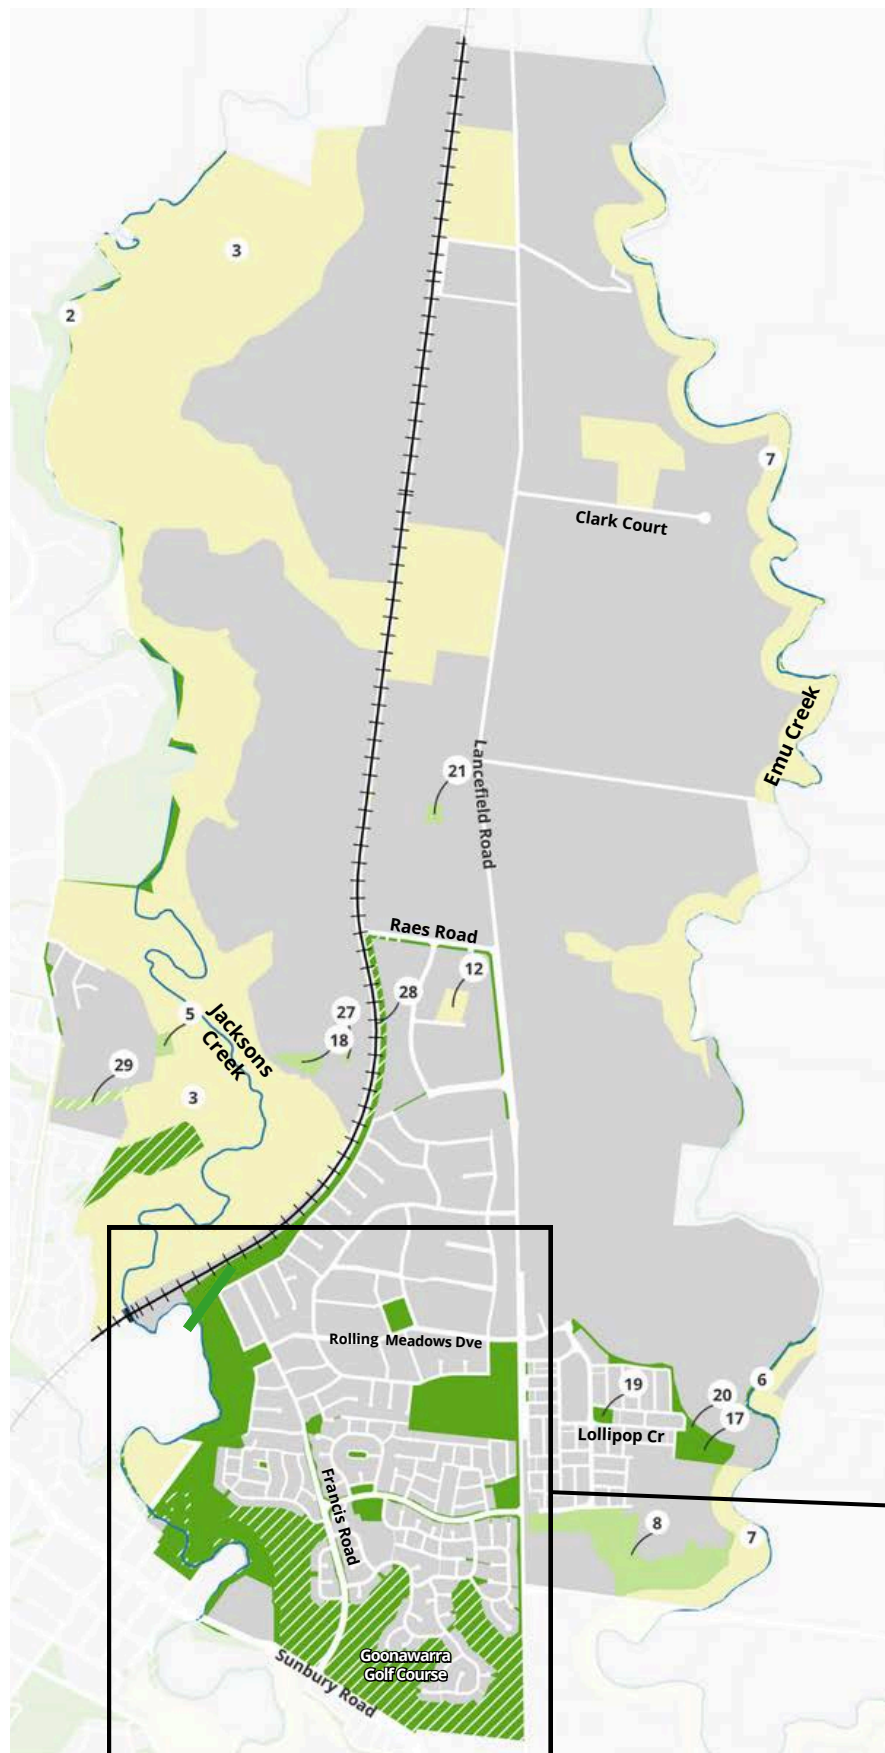 3
2
7
Clark Court
Emu Creek
21
Lancefield Road
Raes Road
12
28
27
18
5
Jacksons
Creek
29
3
Rolling Meadows Dve
6
19
20
17
Lollipop Cr
Francis Road
8
7
Goonawarra
Golf Course
Sunbury Road